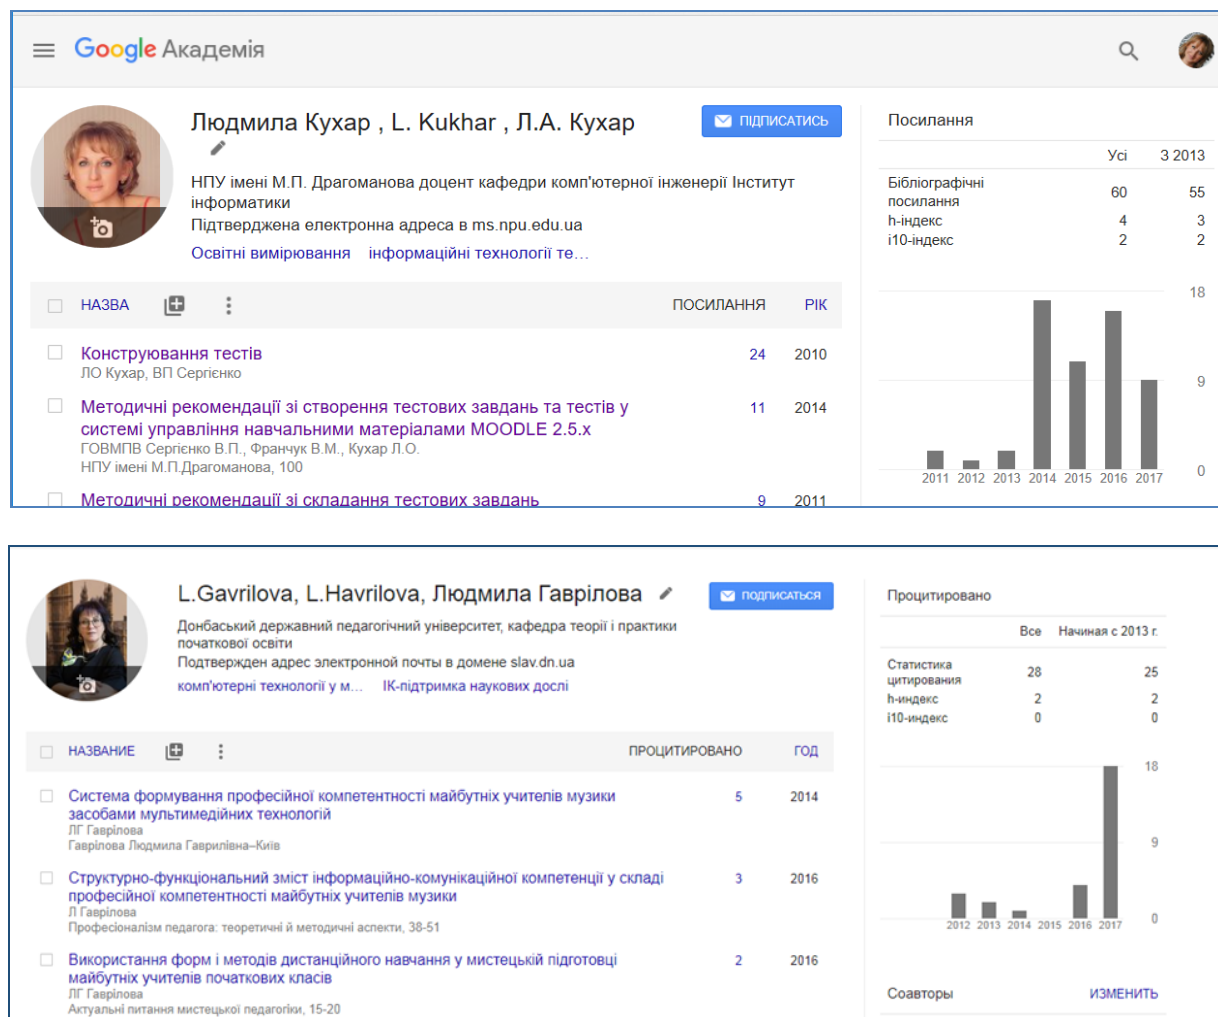 Google Академія
Людмила Кухар , L. Kukhar , Л.А. Кухар
ПІДПИСАТИСЬ
НПУ імені М.П. Драгоманова доцент кафедри комп'ютерної інженерії Інститут
інформатики
Підтверджена електронна адреса в ms.npu.edu.ua
Освітні вимірювання інформаційні технології те…
НАЗВА ПОСИЛАННЯ РІК
Конструювання тестів 24 2010
ЛО Кухар, ВП Сергієнко
Методичні рекомендації зі створення тестових завдань та тестів у 11 2014
системі управління навчальними матеріалами MOODLE 2.5.x
ГОВМПВ Сергієнко В.П., Франчук В.М., Кухар Л.О.
НПУ імені М.П.Драгоманова, 100
Методичні рекомендації зі складання тестових завдань 9 2011
Посилання
Усі З 2013
Бібліографічні
посилання 60 55
h-індекс 4 3
i10-індекс 2 2
18
9
0
2011 2012 2013 2014 2015 2016 2017
L.Gavrilova, L.Havrilova, Людмила Гаврілова
ПОДПИСАТЬСЯ
Донбаський державний педагогічний університет, кафедра теорії і практики
початкової освіти
Подтвержден адрес электронной почты в домене slav.dn.ua
комп'ютерні технології у м… ІК-підтримка наукових дослі
НАЗВАНИЕ ПРОЦИТИРОВАНО ГОД
Система формування професійної компетентності майбутніх учителів музики 5 2014
засобами мультимедійних технологій
ЛГ Гаврілова
Гаврілова Людмила Гаврилівна–Київ
Структурно-функціональний зміст інформаційно-комунікаційної компетенції у складі 3 2016
професійної компетентності майбутніх учителів музики
Л Гаврілова
Професіоналізм педагога: теоретичні й методичні аспекти, 38-51
Використання форм і методів дистанційного навчання у мистецькій підготовці 2 2016
майбутніх учителів початкових класів
ЛГ Гаврілова
Актуальні питання мистецької педагогіки, 15-20
Процитировано
Все Начиная с 2013 г.
Статистика
цитирования 28 25
h-индекс 2 2
i10-индекс 0 0
18
9
0
2012 2013 2014 2015 2016 2017
Соавторы ИЗМЕНИТЬ